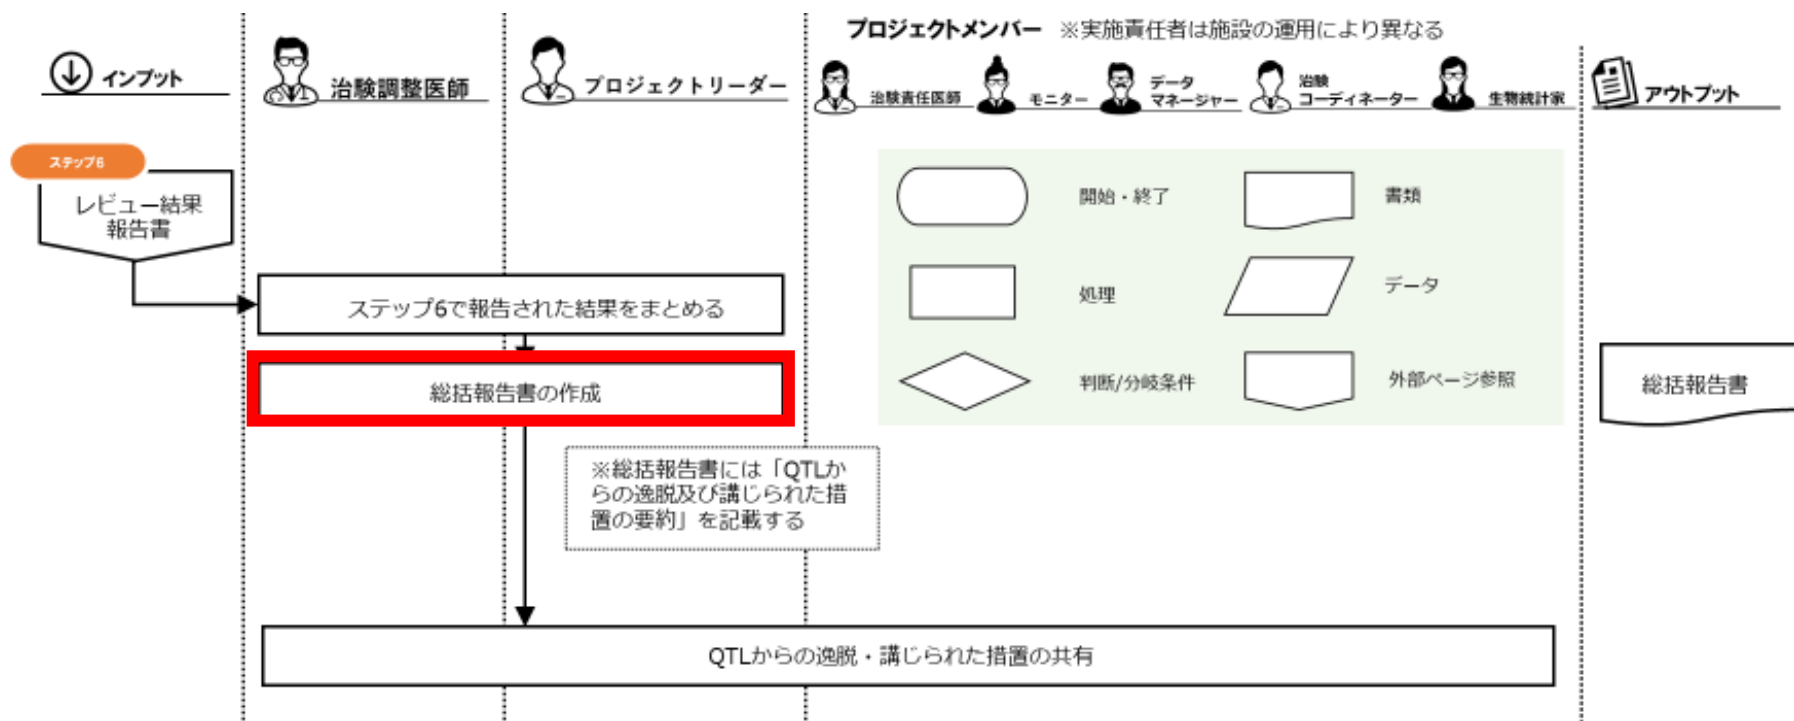 プロジェクトメンバー ※実施責任者は施設の運用により異なる
インプット
治験調整医師
プロジェクトリーダー
治験責任医師
モニター
データ
マネージャー
治験
コーディネーター
生物統計家
アウトプット
ステップ6
レビュー結果
報告書
開始・終了
書類
処理
データ
判断/分岐条件
外部ページ参照
ステップ6で報告された結果をまとめる
総括報告書の作成
総括報告書
※総括報告書には「QTLか
らの逸脱及び講じられた措
置の要約」を記載する
QTLからの逸脱・講じられた措置の共有